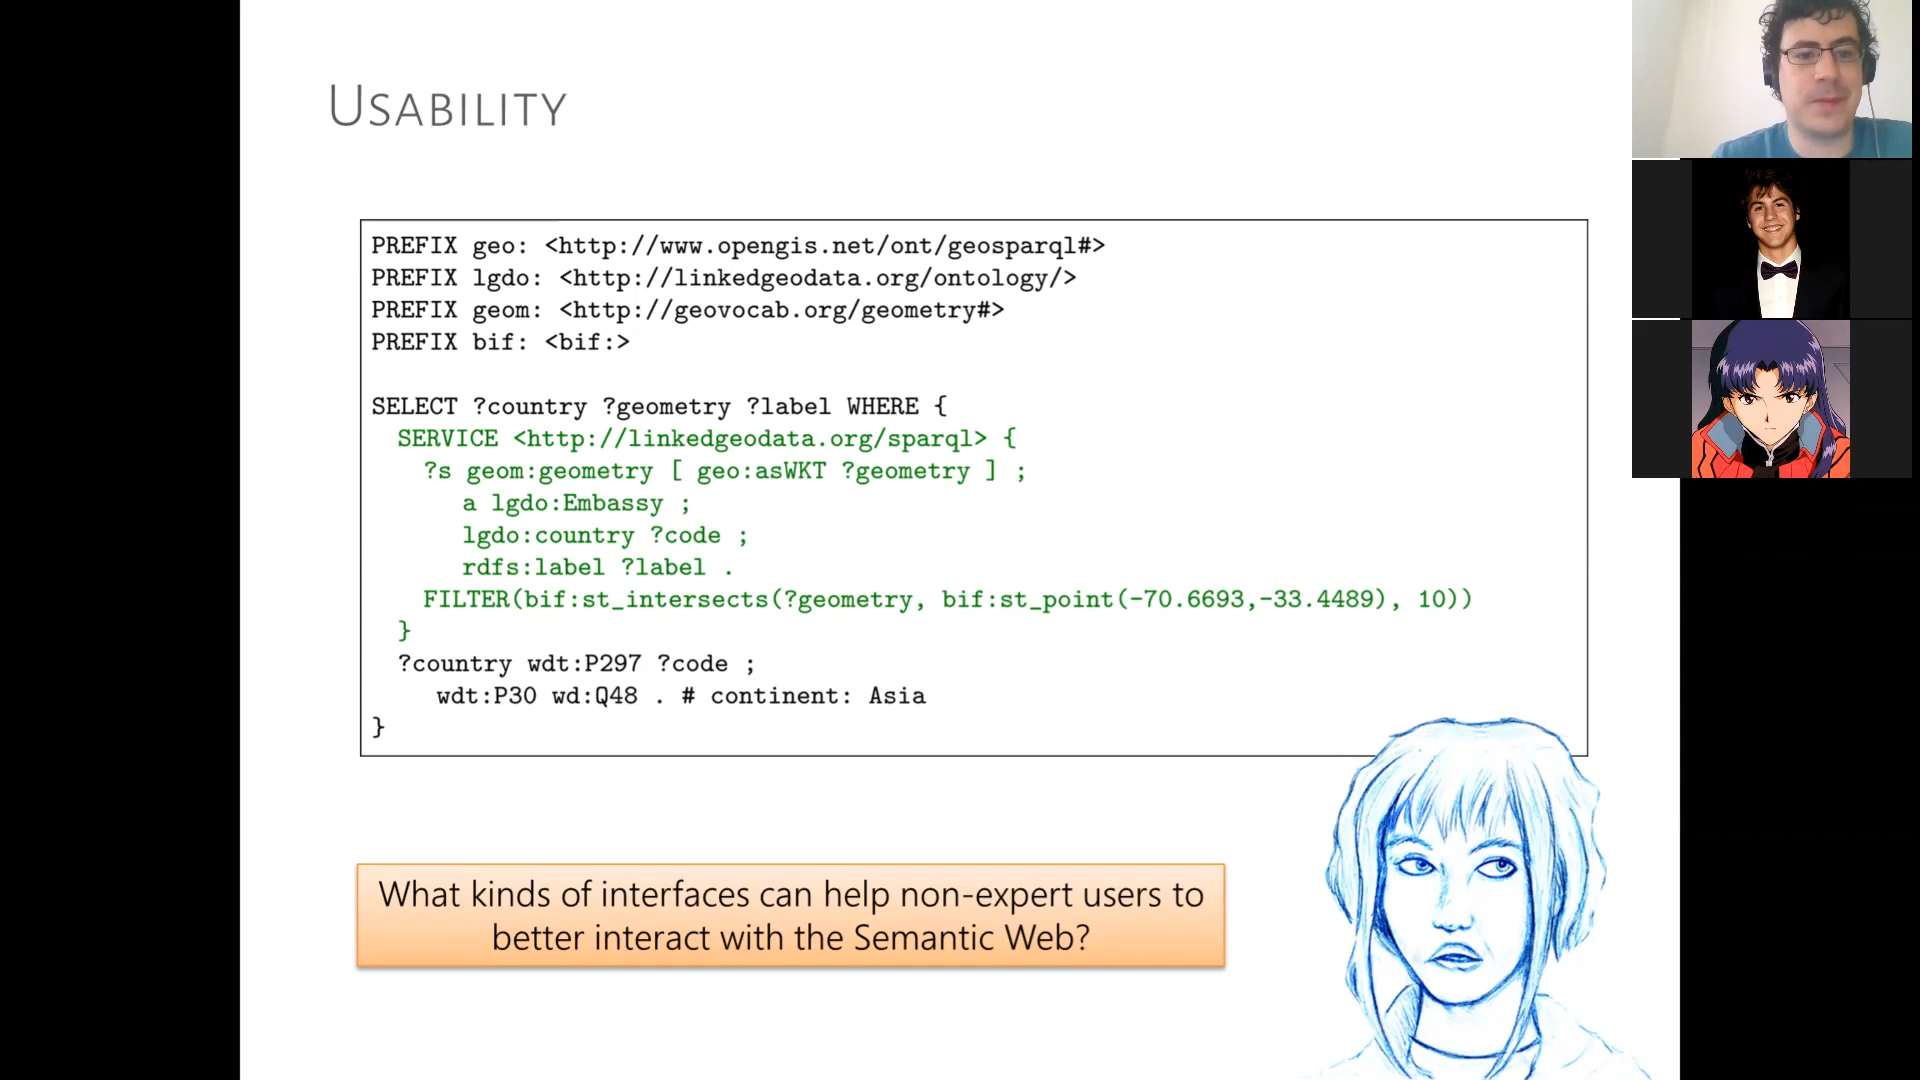 USABILITY
PREFIX geo: <http://www.opengis.net/ont/geosparql#>
PREFIX lgdo: <http://linkedgeodata.org/ontology/>
PREFIX geom: <http://geovocab.org/geometry#>
PREFIX bif: <bif:>
SELECT ?country ?geometry ?label WHERE {
SERVICE <http://linkedgeodata.org/sparql> {
?s geom:geometry [ geo:asWKT ?geometry ] ;
a lgdo:Embassy ;
lgdo:country ?code ;
rdfs:label ?label .
FILTER(bif:st_intersects(?geometry, bif:st_point(-70.6693,-33.4489), 10))
}
?country wdt:P297 ?code ;
wdt:P30 wd:Q48 . # continent: Asia
}
What kinds of interfaces can help non-expert users to
better interact with the Semantic Web?